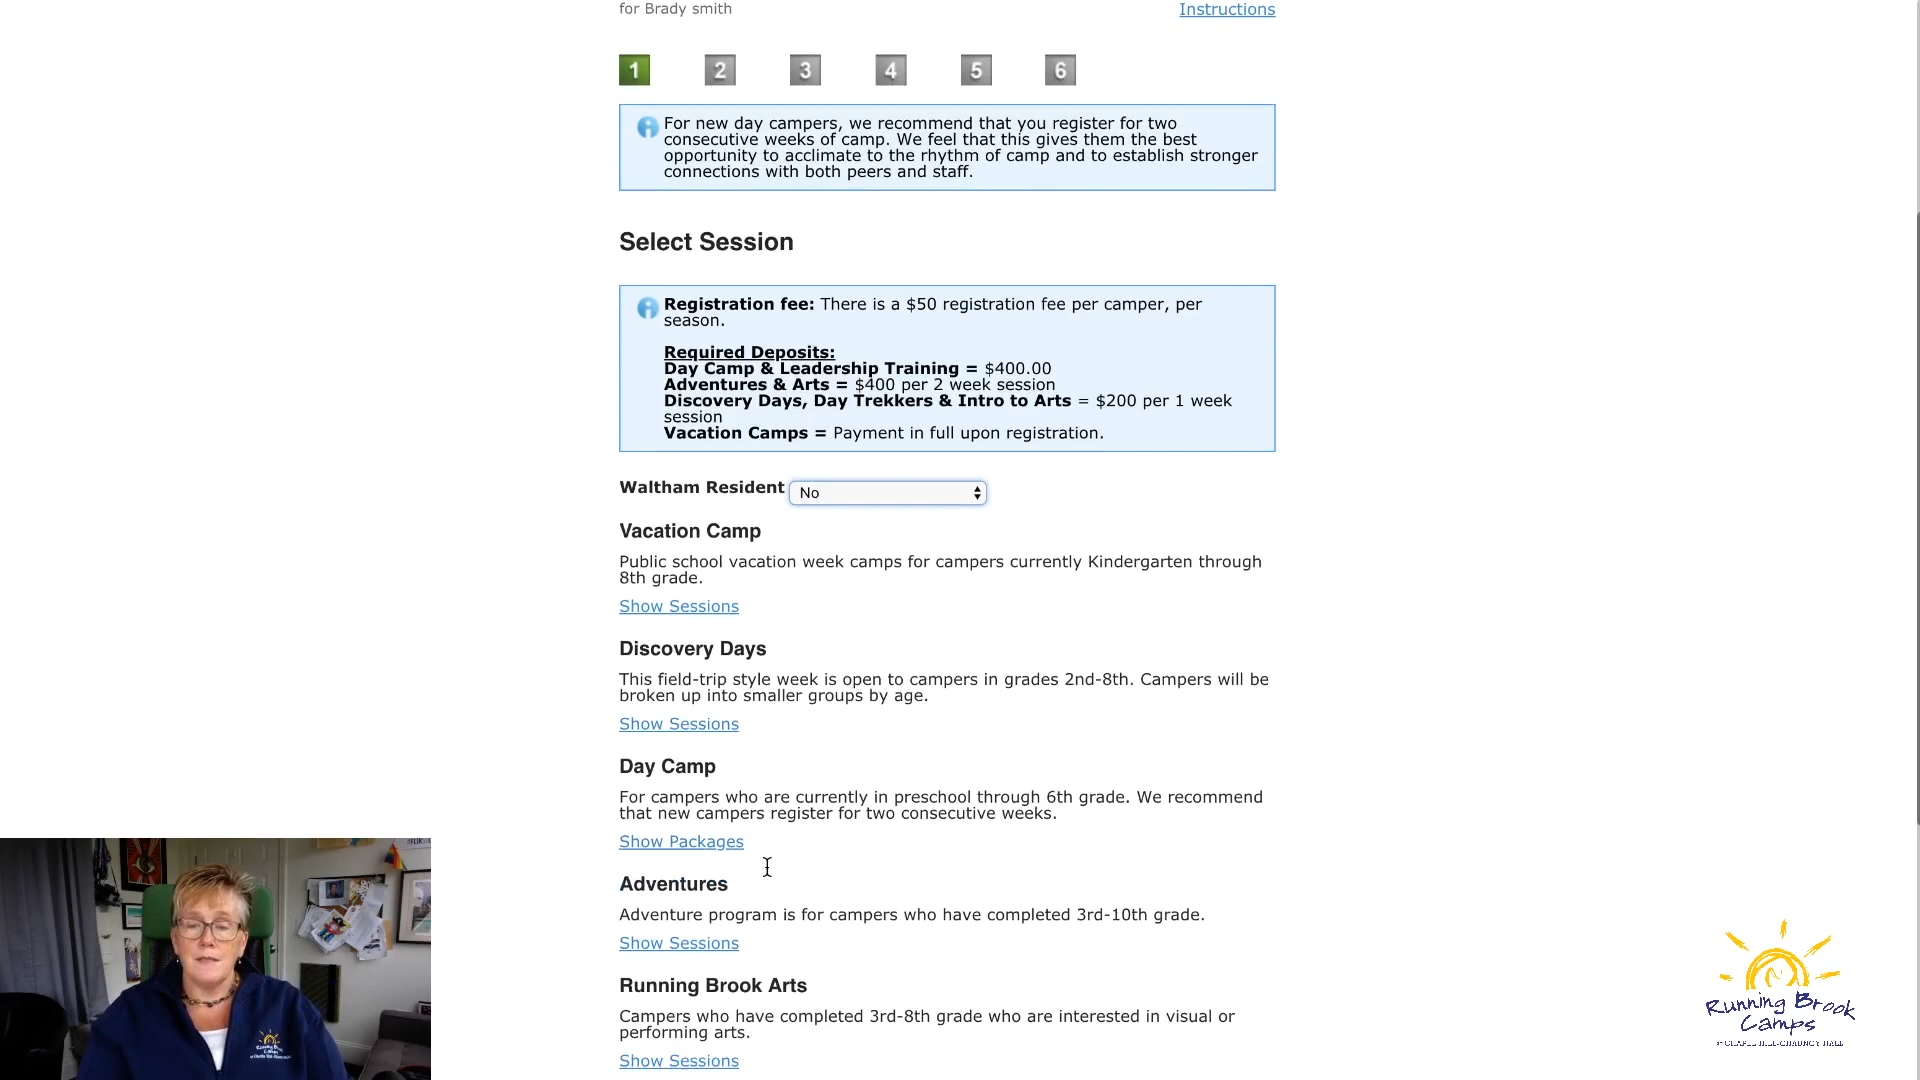 for Brady smith
Instructions
1 2 3 4 5 6
For new day campers, we recommend that you register for two
consecutive weeks of camp. We feel that this gives them the best
opportunity to acclimate to the rhythm of camp and to establish stronger
connections with both peers and staff.
Select Session
Registration fee: There is a $50 registration fee per camper, per
season.
Required Deposits:
Day Camp & Leadership Training = $400.00
Adventures & Arts = $400 per 2 week session
Discovery Days, Day Trekkers & Intro to Arts = $200 per 1 week
session
Vacation Camps = Payment in full upon registration.
Waltham Resident No
Vacation Camp
Public school vacation week camps for campers currently Kindergarten through
8th grade.
Show Sessions
Discovery Days
This field-trip style week is open to campers in grades 2nd-8th. Campers will be
broken up into smaller groups by age.
Show Sessions
Day Camp
For campers who are currently in preschool through 6th grade. We recommend
that new campers register for two consecutive weeks.
Show Packages
Adventures
Adventure program is for campers who have completed 3rd-10th grade.
Show Sessions
Running Brook Arts
Campers who have completed 3rd-8th grade who are interested in visual or
performing arts.
Show Sessions
Running Brook
Camps
AT CHAPEL HILL-CHAUNCY HALL
Running Brook
Camps